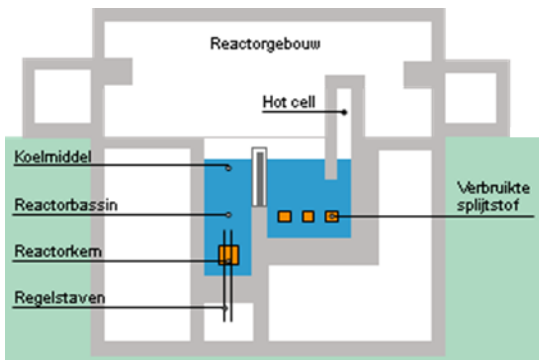 Reactorgebouw
Hot cell
Koelmiddel
Reactorbassin
Verbruikte
splijtstof
Reactorkern
Regelstaven